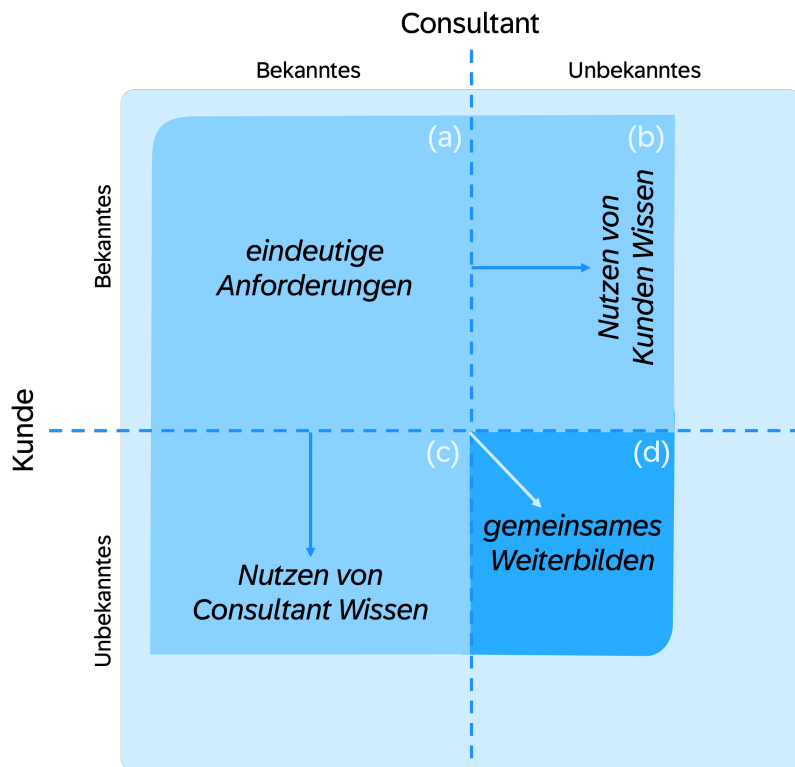 Consultant
Bekanntes
Unbekanntes
(a)
(b)
Bekanntes
eindeutige
Anforderungen
Nutzen von
Kunden Wissen
Kunde
(c)
(d)
Unbekanntes
Nutzen von
Consultant Wissen
gemeinsames
Weiterbilden